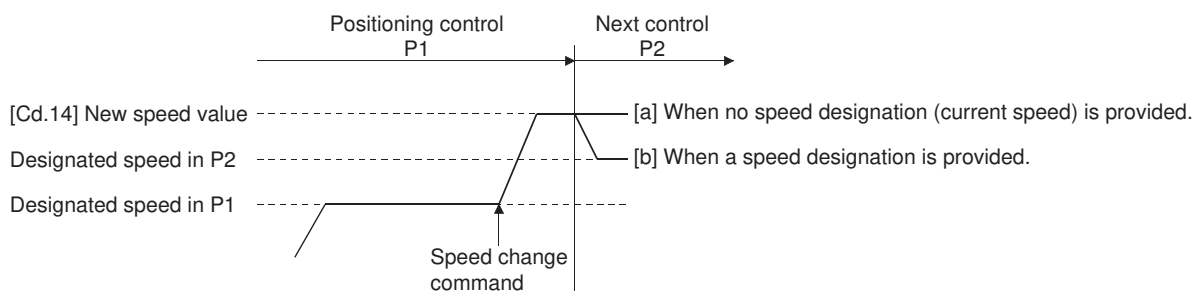 Positioning control
P1
Next control
P2
[Cd.14] New speed value
[a] When no speed designation (current speed) is provided.
Designated speed in P2
[b] When a speed designation is provided.
Designated speed in P1
Speed change
command